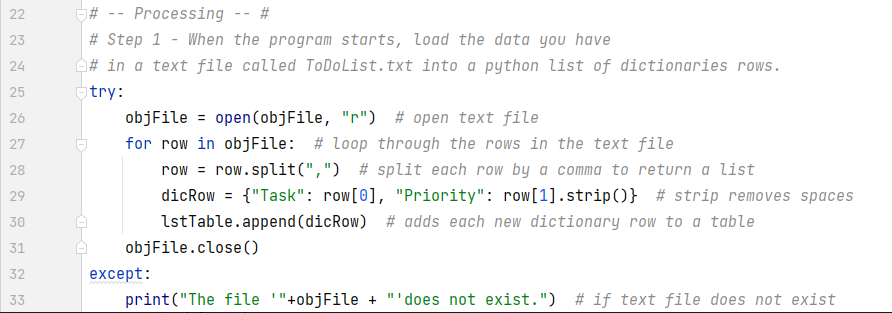 22 # -- Processing -- #
23 # Step 1 - When the program starts, load the data you have
24 # in a text file called ToDoList.txt into a python list of dictionaries rows.
25 try:
26     objFile = open(objFile, "r")  # open text file
27     for row in objFile:  # loop through the rows in the text file
28         row = row.split(",")  # split each row by a comma to return a list
29         dicRow = {"Task": row[0], "Priority": row[1].strip()}  # strip removes spaces
30         lstTable.append(dicRow)  # adds each new dictionary row to a table
31     objFile.close()
32 except:
33     print("The file '"+objFile + "'does not exist.")  # if text file does not exist